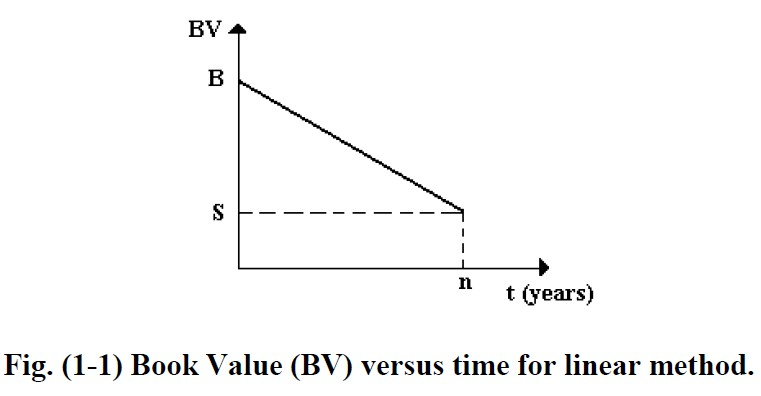 BV
B
S
n
t (years)
Fig. (1-1) Book Value (BV) versus time for linear method.